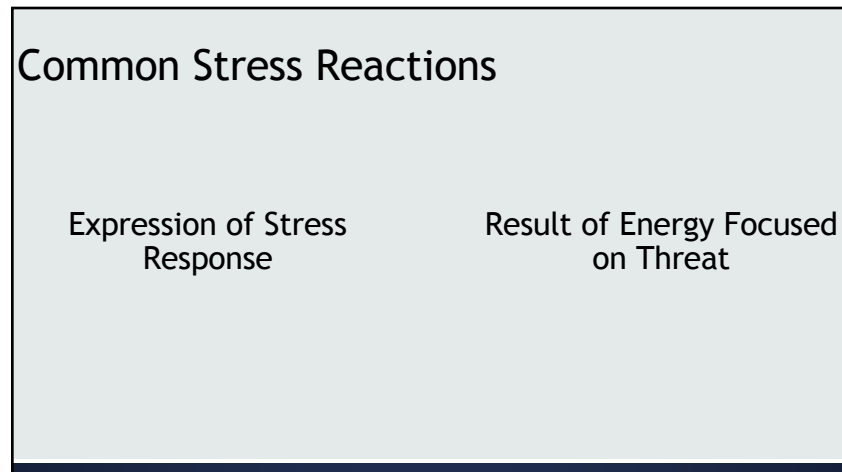 Common Stress Reactions
Expression of Stress
Response
Result of Energy Focused
on Threat